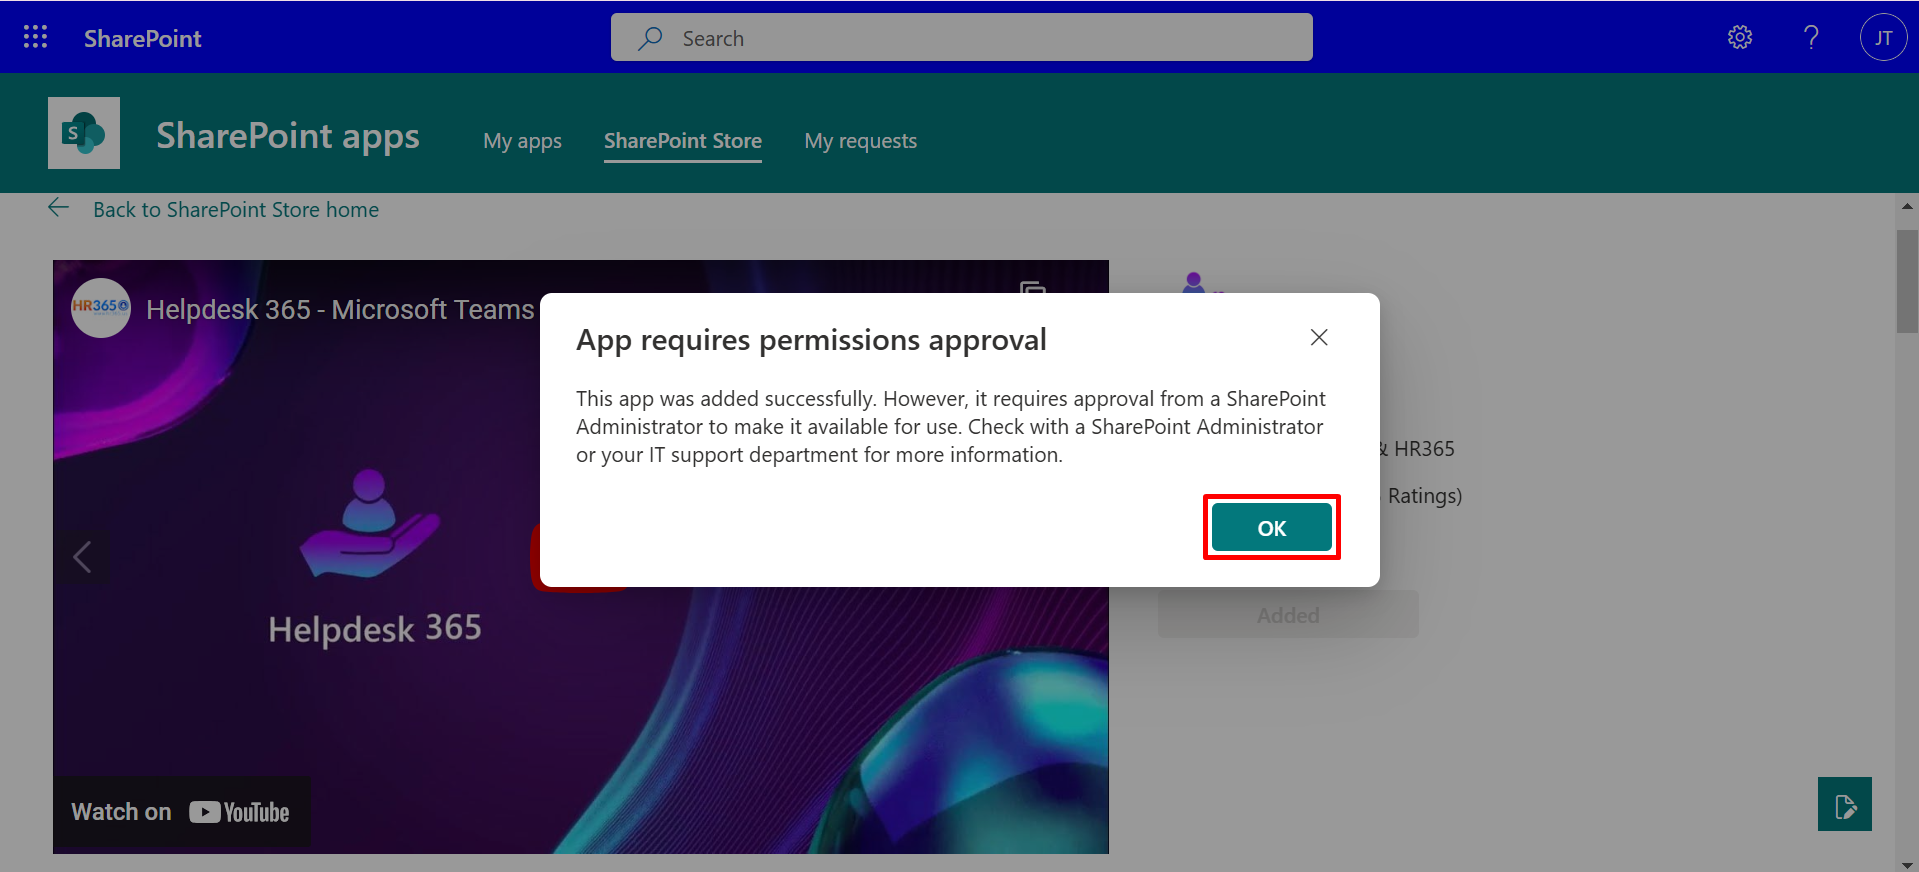 SharePoint
Search
JT
S
SharePoint apps
My apps
SharePoint Store
My requests
Back to SharePoint Store home
HR365
Helpdesk 365 - Microsoft Teams
App requires permissions approval
This app was added successfully. However, it requires approval from a SharePoint
Administrator to make it available for use. Check with a SharePoint Administrator
or your IT support department for more information.
OK
& HR365
Ratings)
Added
Helpdesk 365
Watch on YouTube